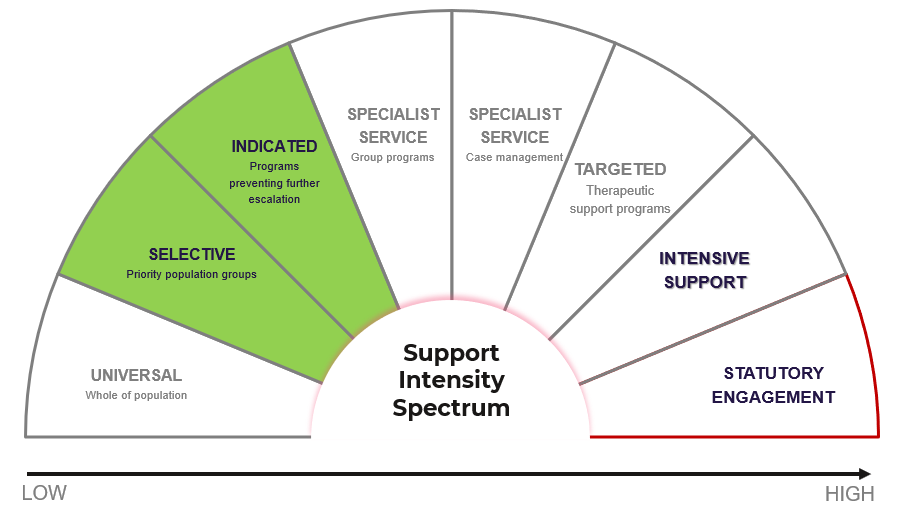 SPECIALIST
SERVICE
Group programs
SPECIALIST
SERVICE
Case management
INDICATED
Programs
preventing further
escalation
TARGETED
Therapeutic
support programs
SELECTIVE
Priority population groups
INTENSIVE
SUPPORT
UNIVERSAL
Whole of population
Support
Intensity
Spectrum
STATUTORY
ENGAGEMENT
LOW
HIGH